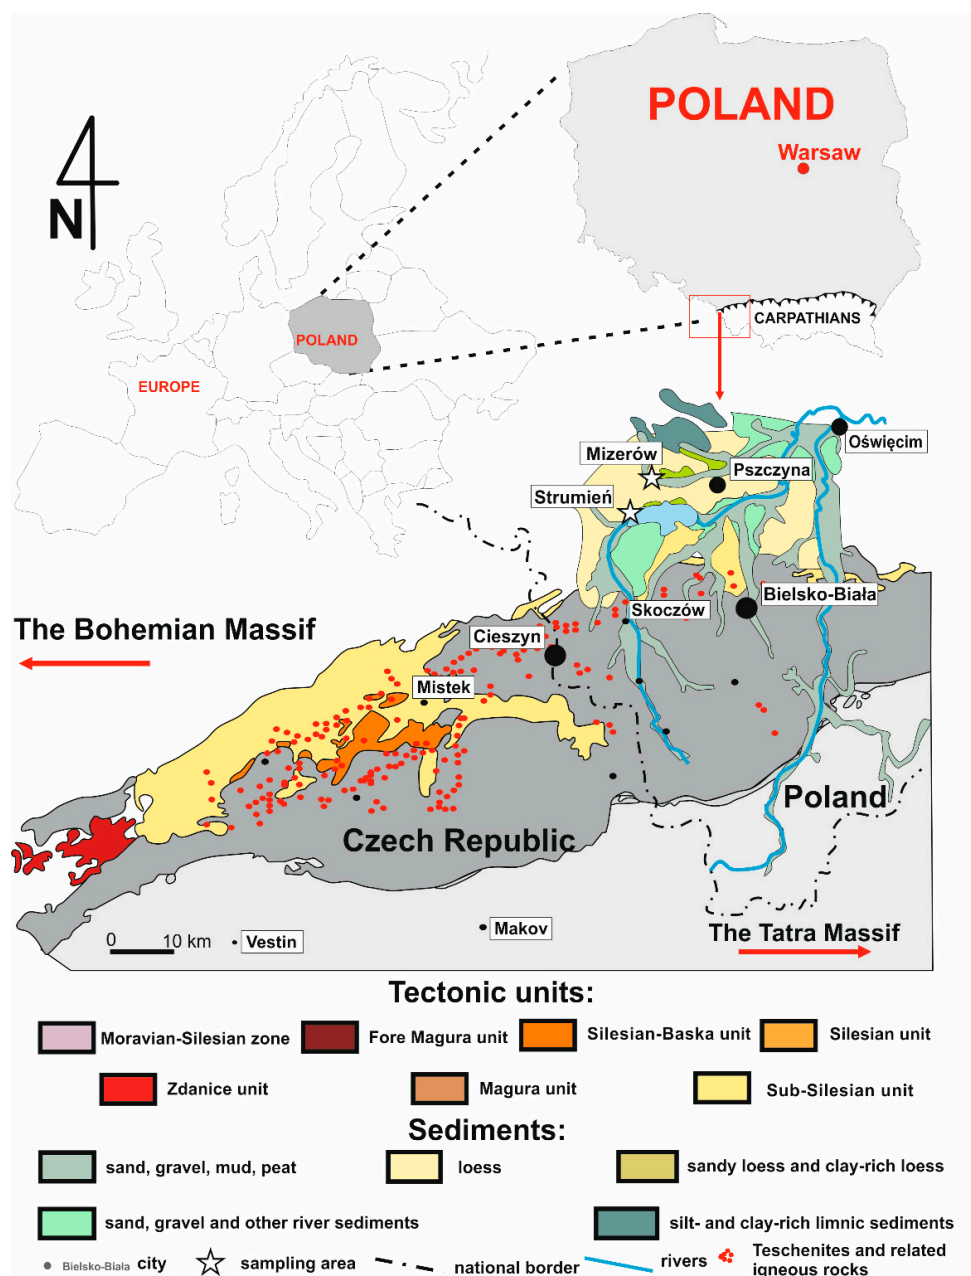 POLAND
Warsaw
N
CARPATHIANS
POLAND
EUROPE
Oświęcim
Mizerów
Pszczyna
Strumień
Bielsko-Biała
Skoczów
The Bohemian Massif
Cieszyn
Mistek
Poland
Czech Republic
The Tatra Massif
Makov
0 10 km
Vestin
Tectonic units:
Moravian-Silesian zone
Fore Magura unit
Silesian-Baska unit
Silesian unit
Zdanice unit
Magura unit
Sub-Silesian unit
Sediments:
sand, gravel, mud, peat
loess
sandy loess and clay-rich loess
sand, gravel and other river sediments
silt- and clay-rich limnic sediments
Bielsko-Biała city
sampling area
national border
rivers
Teschenites and related
igneous rocks